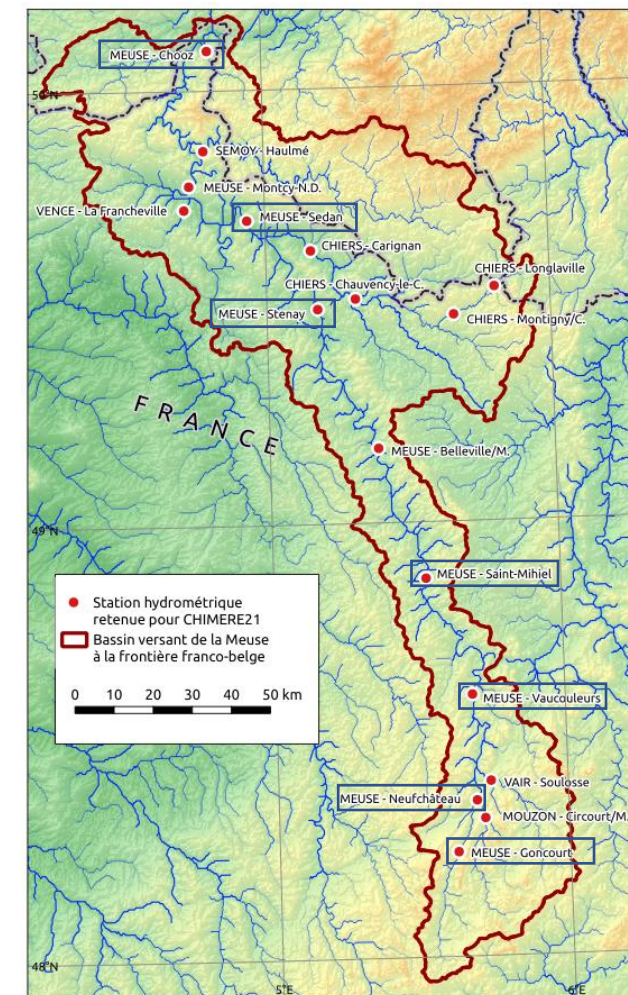 MEUSE - Chooz
50°N
SEMOY - Haulmé
MEUSE - Montcy-N.D.
VENCE - La Francheville
MEUSE - Sedan
CHIERS - Carignan
CHIERS - Longlaville
CHIERS - Chauvency-le-C.
MEUSE - Stenay
CHIERS - Montigny/C.
FRANCE
MEUSE - Belleville/M.
49°N
MEUSE - Saint-Mihiel
Station hydrométrique
retenue pour CHIMERE21
Bassin versant de la Meuse
à la frontière franco-belge
0 10 20 30 40 50 km
MEUSE - Vaucouleurs
VAIR - Soulosse
MEUSE - Neufchâteau
MOUZON - Circourt/M.
MEUSE - Goncourt
48°N
5°E
6°E